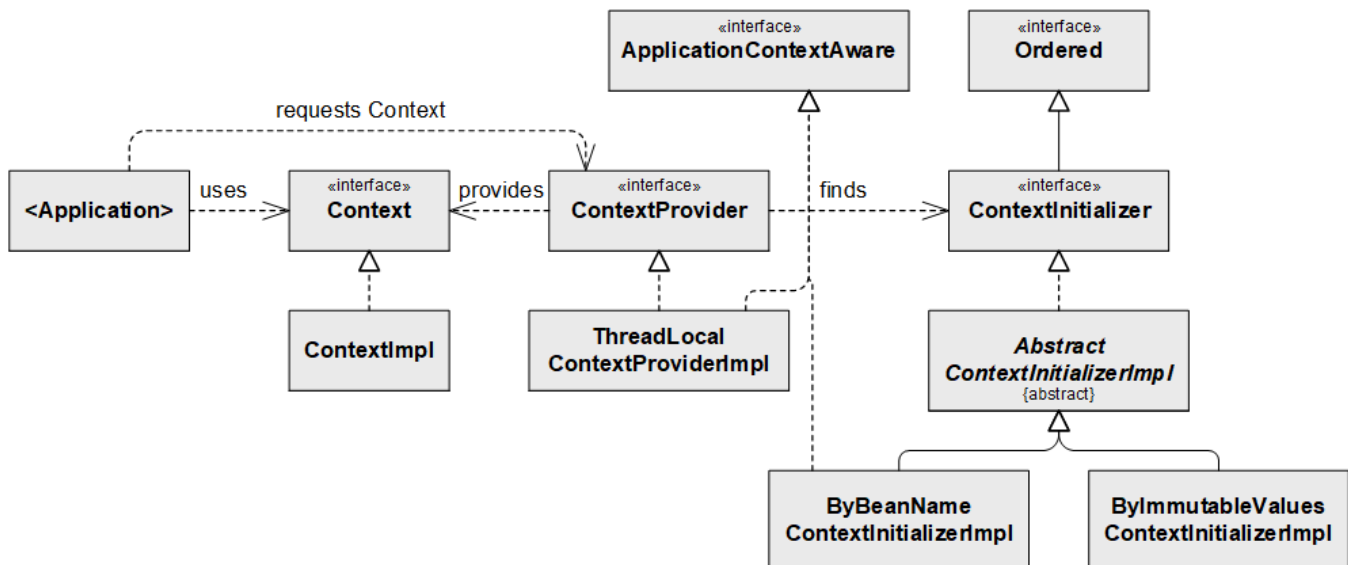 «interface»
ApplicationContextAware
«interface»
Ordered
requests Context
<Application>
uses
«interface»
Context
provides
«interface»
ContextProvider
finds
«interface»
ContextInitializer
ContextImpl
ThreadLocal
ContextProviderImpl
Abstract
ContextInitializerImpl
{abstract}
ByBeanName
ContextInitializerImpl
ByImmutableValues
ContextInitializerImpl